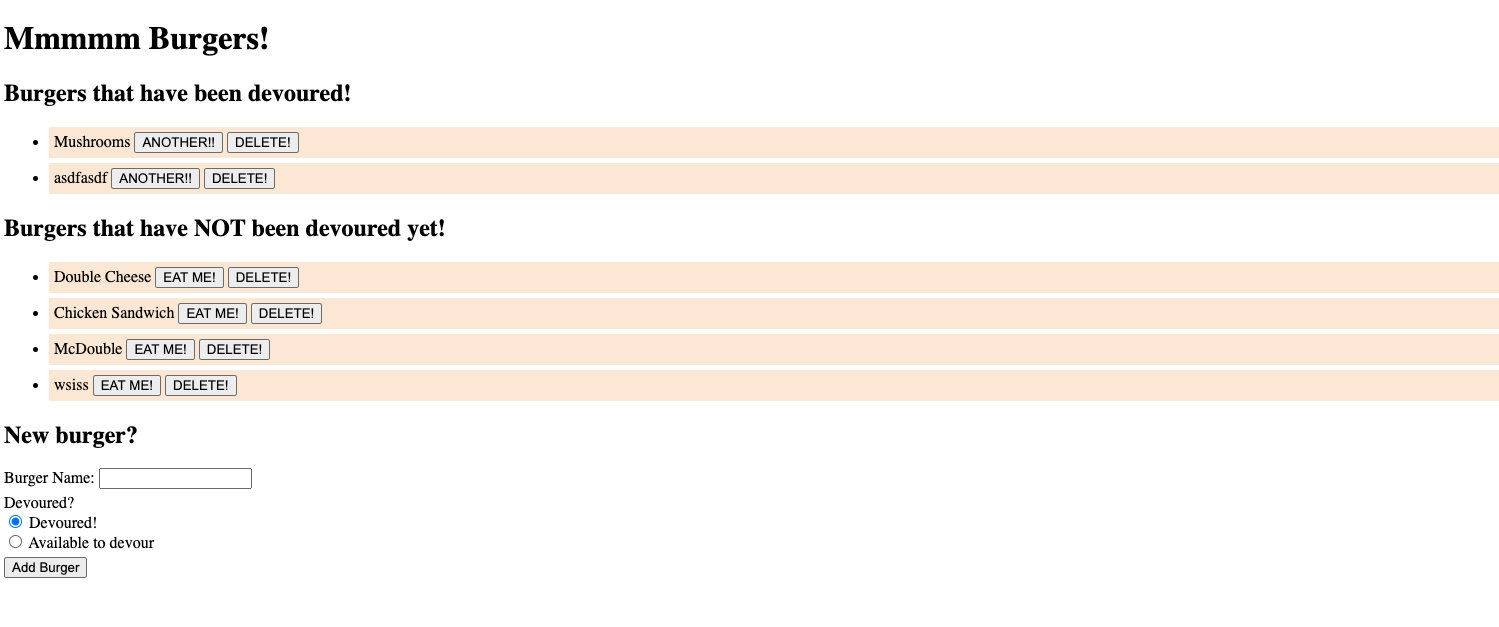 Mmmmm Burgers!
Burgers that have been devoured!
Mushrooms ANOTHER!! DELETE!
asdfasdf ANOTHER!! DELETE!
Burgers that have NOT been devoured yet!
Double Cheese EAT ME! DELETE!
Chicken Sandwich EAT ME! DELETE!
McDouble EAT ME! DELETE!
wsiss EAT ME! DELETE!
New burger?
Burger Name:
Devoured?
Devoured!
Available to devour
Add Burger